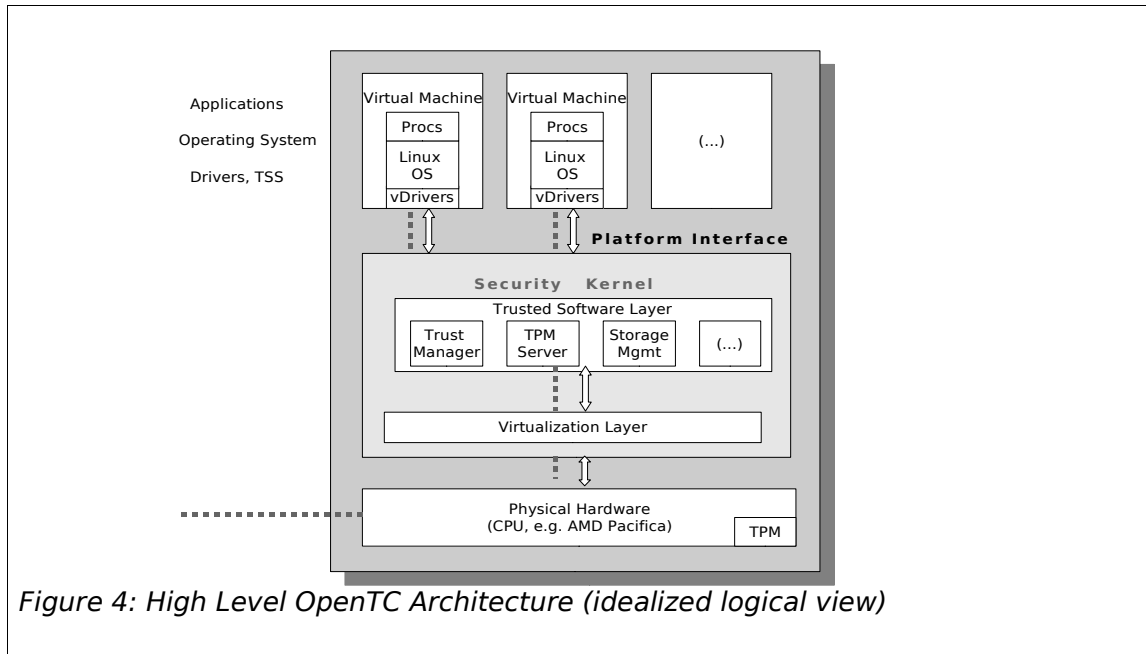 Applications
Operating System
Drivers, TSS
Virtual Machine
Procs
Linux
OS
vDrivers
Virtual Machine
Procs
Linux
OS
vDrivers
(...)
Platform Interface
Security Kernel
Trusted Software Layer
Trust
Manager
TPM
Server
Storage
Mgmt
(...)
Virtualization Layer
Physical Hardware
(CPU, e.g. AMD Pacifica)
TPM
Figure 4: High Level OpenTC Architecture (idealized logical view)